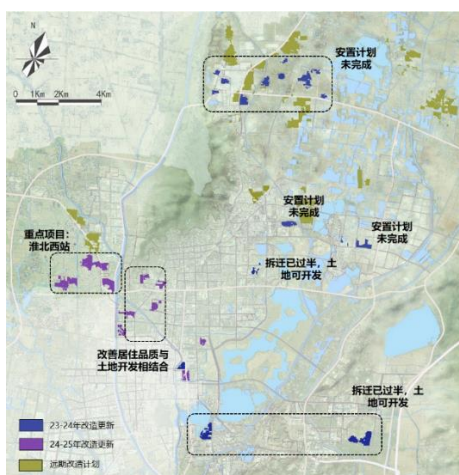 N
0 1Km 2Km 4Km
安置计划
未完成
安置计划
未完成
安置计划
未完成
重点项目：
淮北西站
拆迁已过半，土
地可开发
改善居住品质与
土地开发相结合
拆迁已过半，土
地可开发
23-24年改造更新
24-25年改造更新
远期改造计划